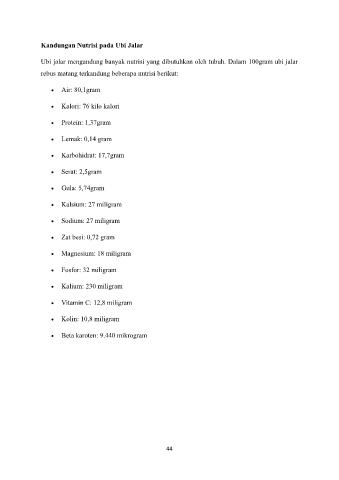 Kandungan Nutrisi pada Ubi Jalar
Ubi jalar mengandung banyak nutrisi yang dibutuhkan oleh tubuh. Dalam 100gram ubi jalar
rebus matang terkandung beberapa nutrisi berikut:
• Air: 80,1gram
• Kalori: 76 kilo kalori
• Protein: 1,37gram
• Lemak: 0,14 gram
• Karbohidrat: 17,7gram
• Serat: 2,5gram
• Gula: 5,74gram
• Kalsium: 27 miligram
• Sodium: 27 miligram
• Zat besi: 0,72 gram
• Magnesium: 18 miligram
• Fosfor: 32 miligram
• Kalium: 230 miligram
• Vitamin C: 12,8 miligram
• Kolin: 10,8 miligram
• Beta karoten: 9.440 mikrogram
44